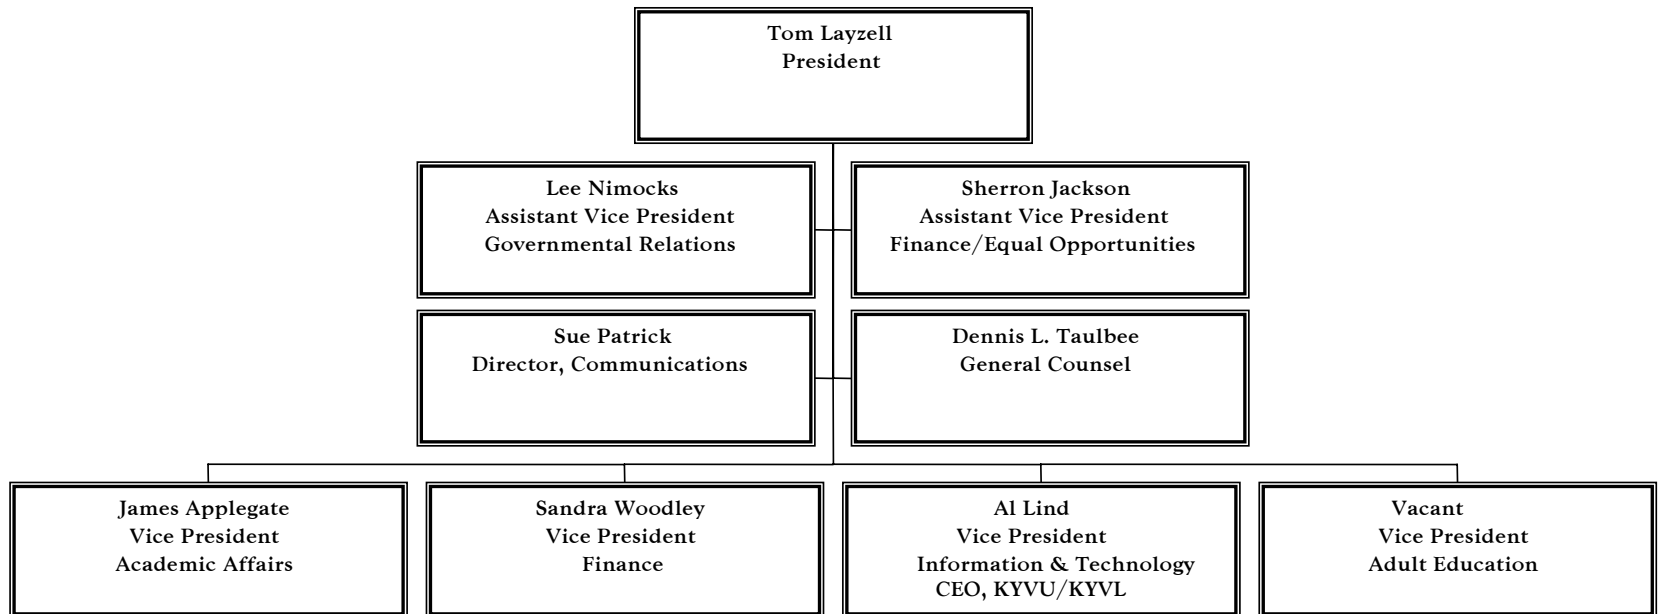 Tom Layzell
President
Lee Nimocks
Assistant Vice President
Governmental Relations
Sherron Jackson
Assistant Vice President
Finance/Equal Opportunities
Sue Patrick
Director, Communications
Dennis L. Taulbee
General Counsel
James Applegate
Vice President
Academic Affairs
Sandra Woodley
Vice President
Finance
Al Lind
Vice President
Information & Technology
CEO, KYVU/KYVL
Vacant
Vice President
Adult Education